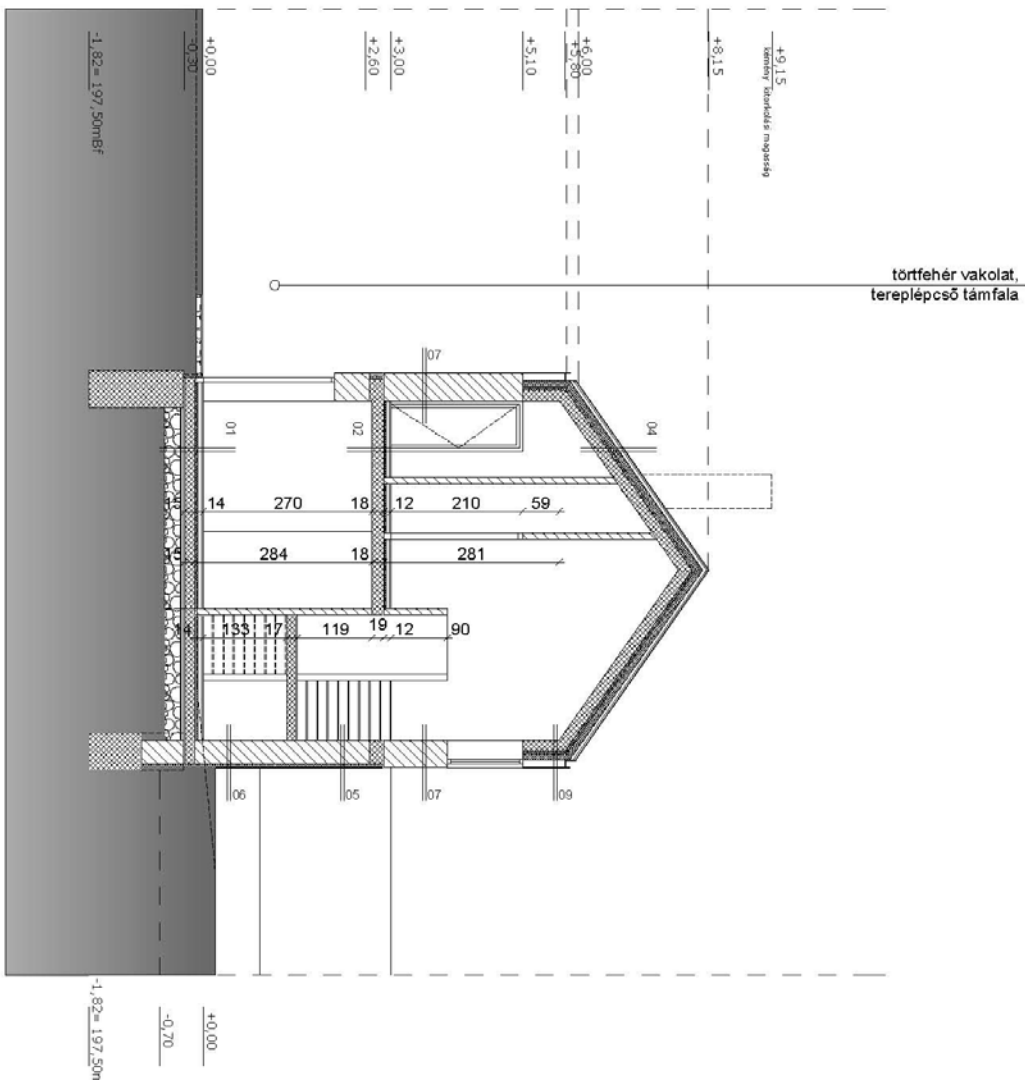 -1,82= 197,50mBf
-0,30
+0,00
+2,60
+3,00
+5,10
+5,80
+6,00
+8,15
+9,15
kémény kitorkolási magasság
törtfehér vakolat,
tereplépcső támfala
07
01
02
04
15 14 270 18 12 210 59
15 284 18 281
14 133 17 119 19 12 90
06
05
07
09
-1,82= 197,50m
-0,70
+0,00